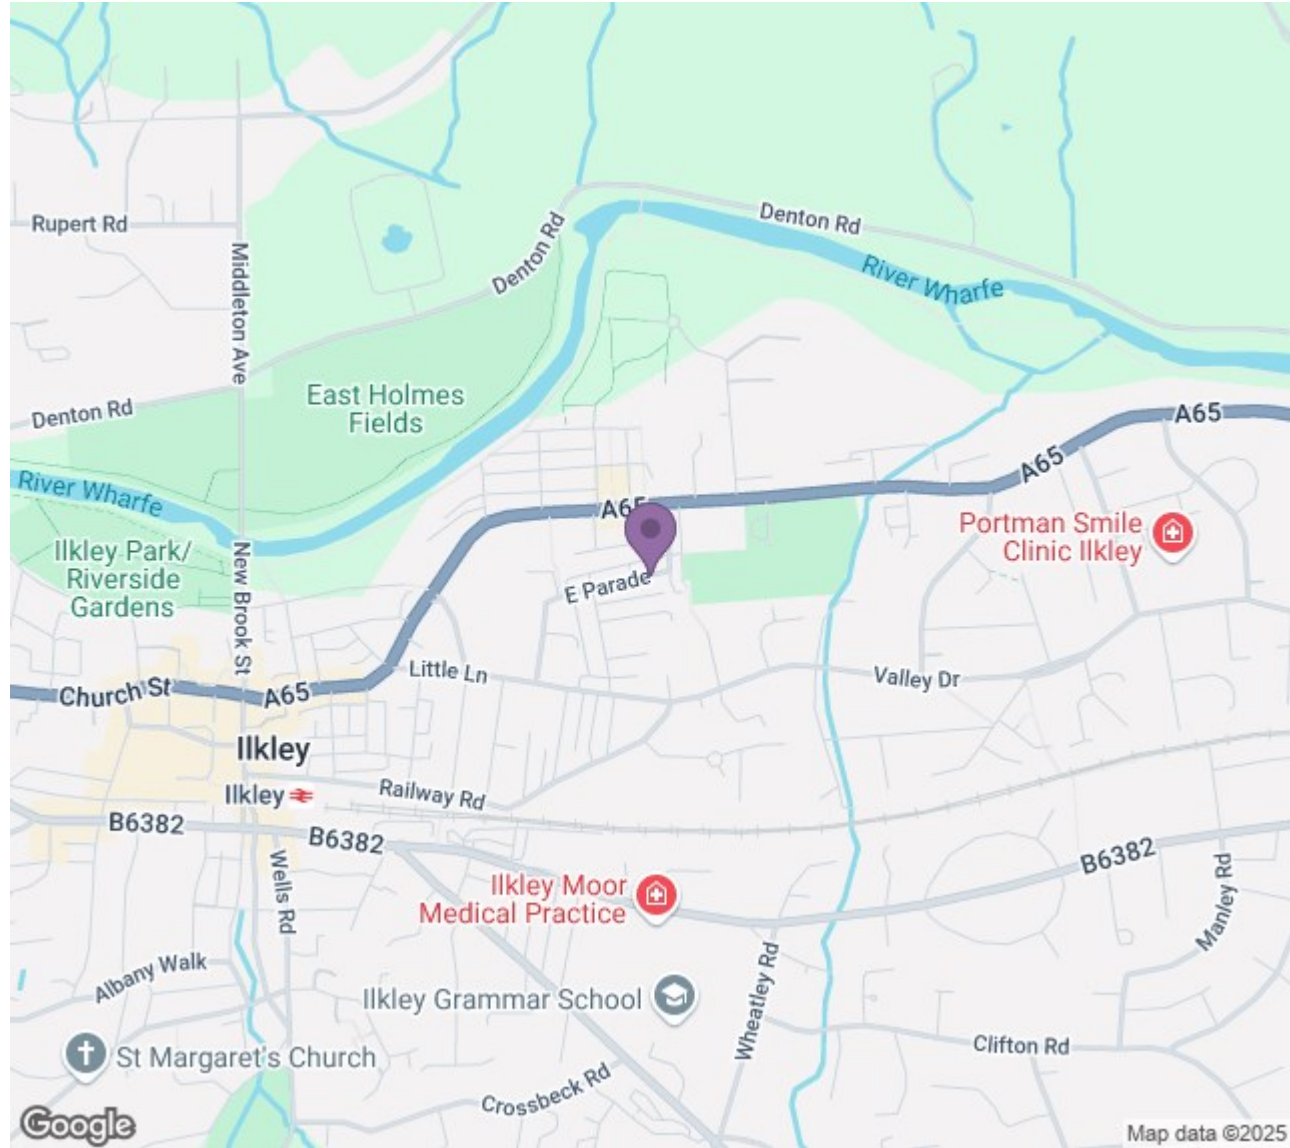 Denton Rd
Rupert Rd
Denton Rd
Middleton Ave
River Wharfe
East Holmes
Fields
Denton Rd
A65
A65
River Wharfe
A65
Portman Smile
Clinic Ilkley
Ilkley Park/
Riverside
Gardens
New Brook St
E Parade
Little Ln
Valley Dr
Church St
A65
Ilkley
Ilkley
Railway Rd
B6382
B6382
B6382
Wells Rd
Ilkley Moor
Medical Practice
Manley Rd
Albany Walk
Ilkley Grammar School
Wheatley Rd
Clifton Rd
St Margaret's Church
Crossbeck Rd
Google
Map data ©2025